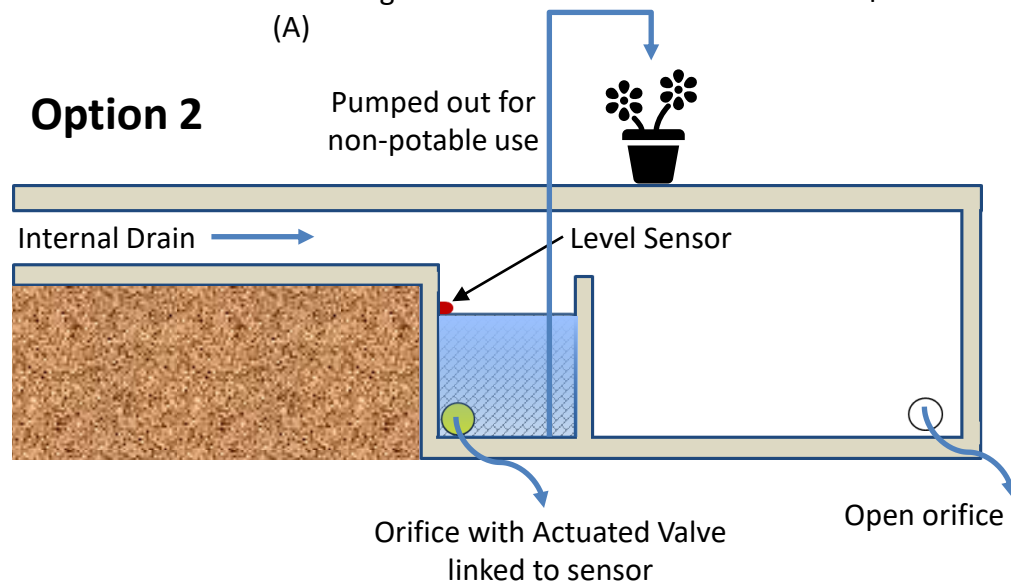 (A)
Option 2
Pumped out for
non-potable use
Internal Drain
Level Sensor
Open orifice
Orifice with Actuated Valve
linked to sensor